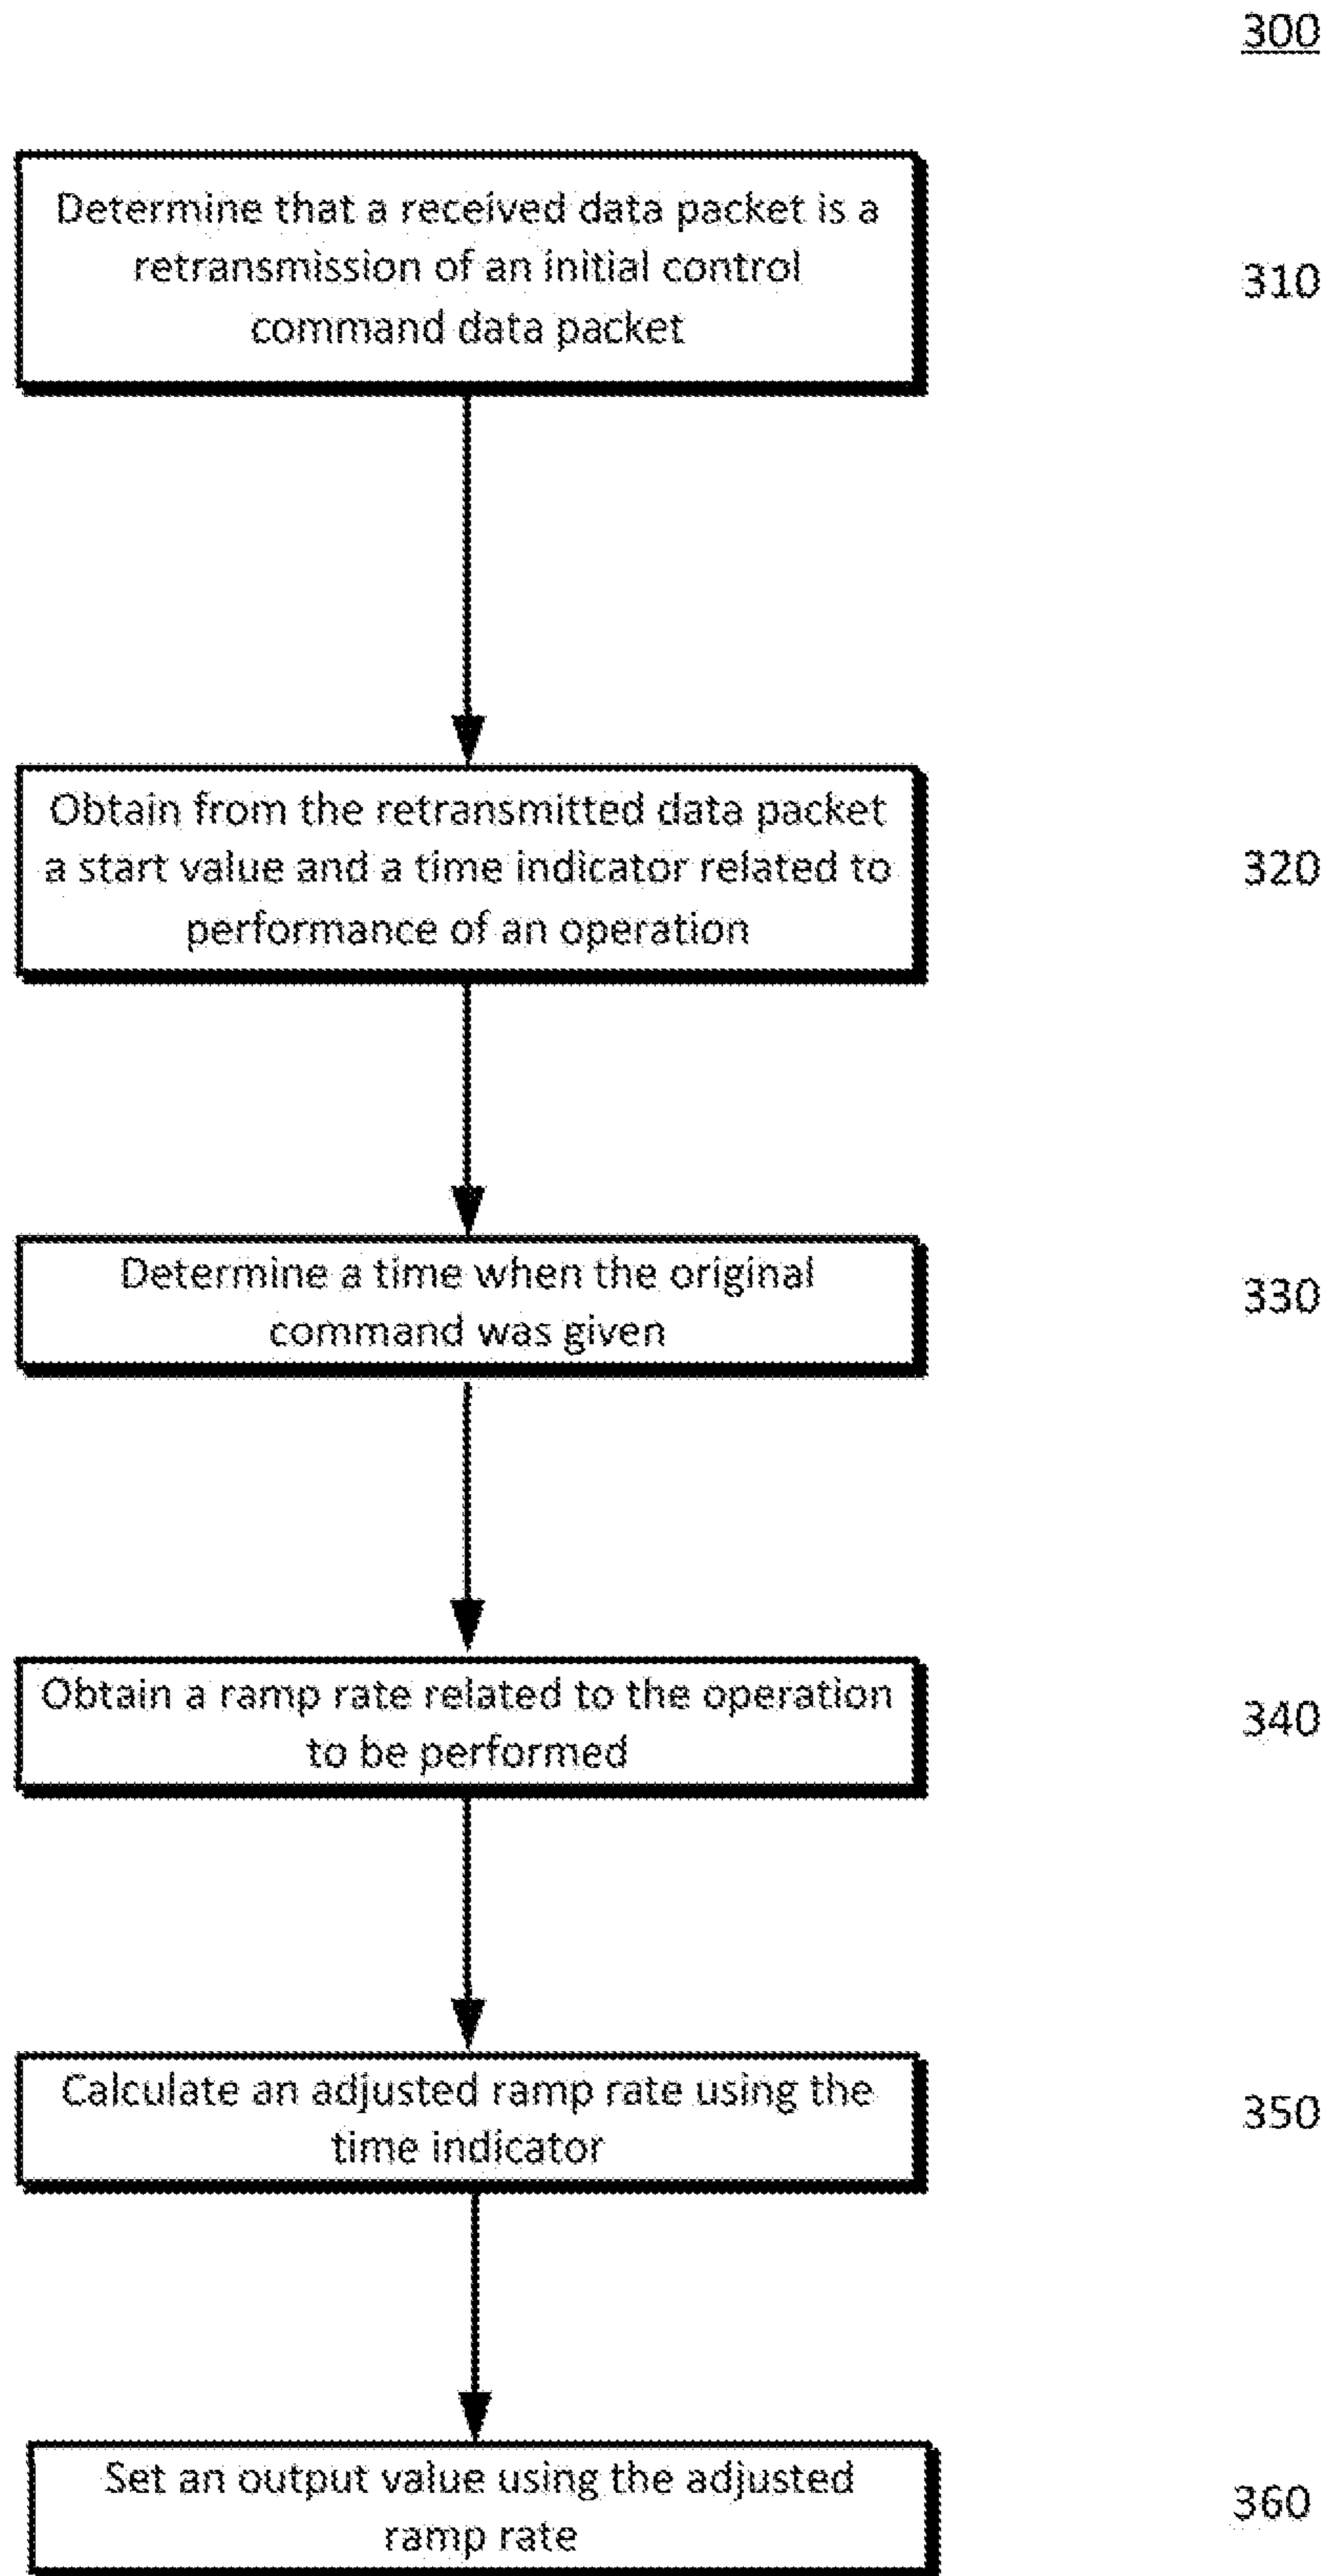 300
Determine that a received data packet is a
retransmission of an initial control
command data packet
310
Obtain from the retransmitted data packet
a start value and a time indicator related to
performance of an operation
320
Determine a time when the original
command was given
330
Obtain a ramp rate related to the operation
to be performed
340
Calculate an adjusted ramp rate using the
time indicator
350
Set an output value using the adjusted
ramp rate
360